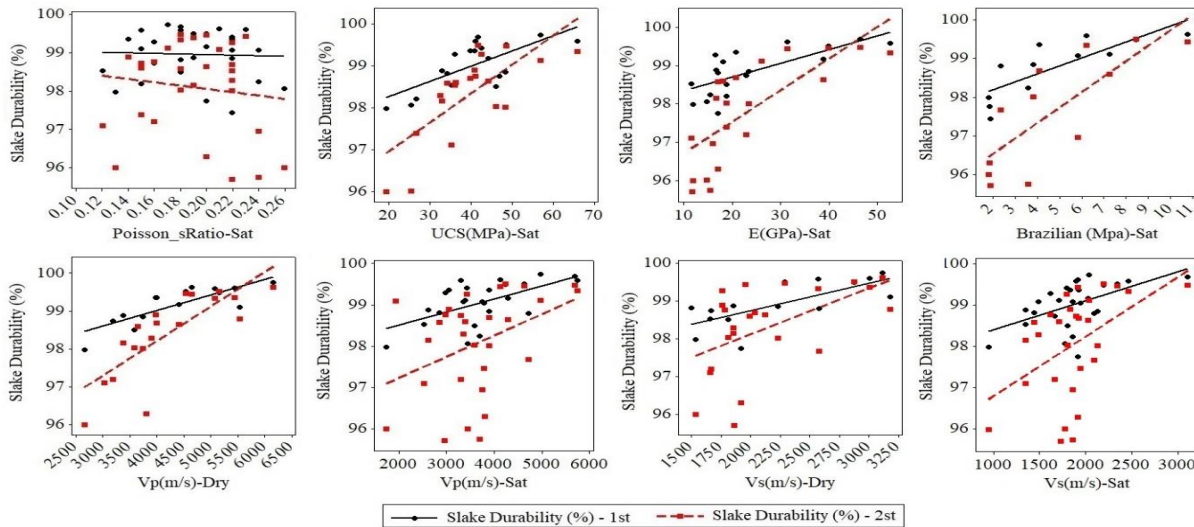 Slake Durability (%)
100
99
98
97
96
0.10 0.12 0.14 0.16 0.18 0.20 0.22 0.24 0.26
Poisson_sRatio-Sat
Slake Durability (%)
100
99
98
97
96
20 30 40 50 60 70
UCS(MPa)-Sat
Slake Durability (%)
100
99
98
97
96
95
10 20 30 40 50
E(GPa)-Sat
Slake Durability (%)
100
99
98
97
96
2 3 4 5 6 7 8 9 10 11
Brazilian (Mpa)-Sat
Slake Durability (%)
100
99
98
97
96
2500 3000 3500 4000 4500 5000 5500 6000 6500
Vp(m/s)-Dry
Slake Durability (%)
100
99
98
97
96
2000 3000 4000 5000 6000
Vp(m/s)-Sat
Slake Durability (%)
100
99
98
97
96
1500 1750 2000 2250 2500 2750 3000 3250
Vs(m/s)-Dry
Slake Durability (%)
100
99
98
97
96
1000 1500 2000 2500 3000
Vs(m/s)-Sat
Slake Durability (%) - 1st
Slake Durability (%) - 2st